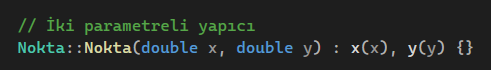 // İki parametreli yapıcı
Nokta::Nokta(double x, double y) : x(x), y(y) {}